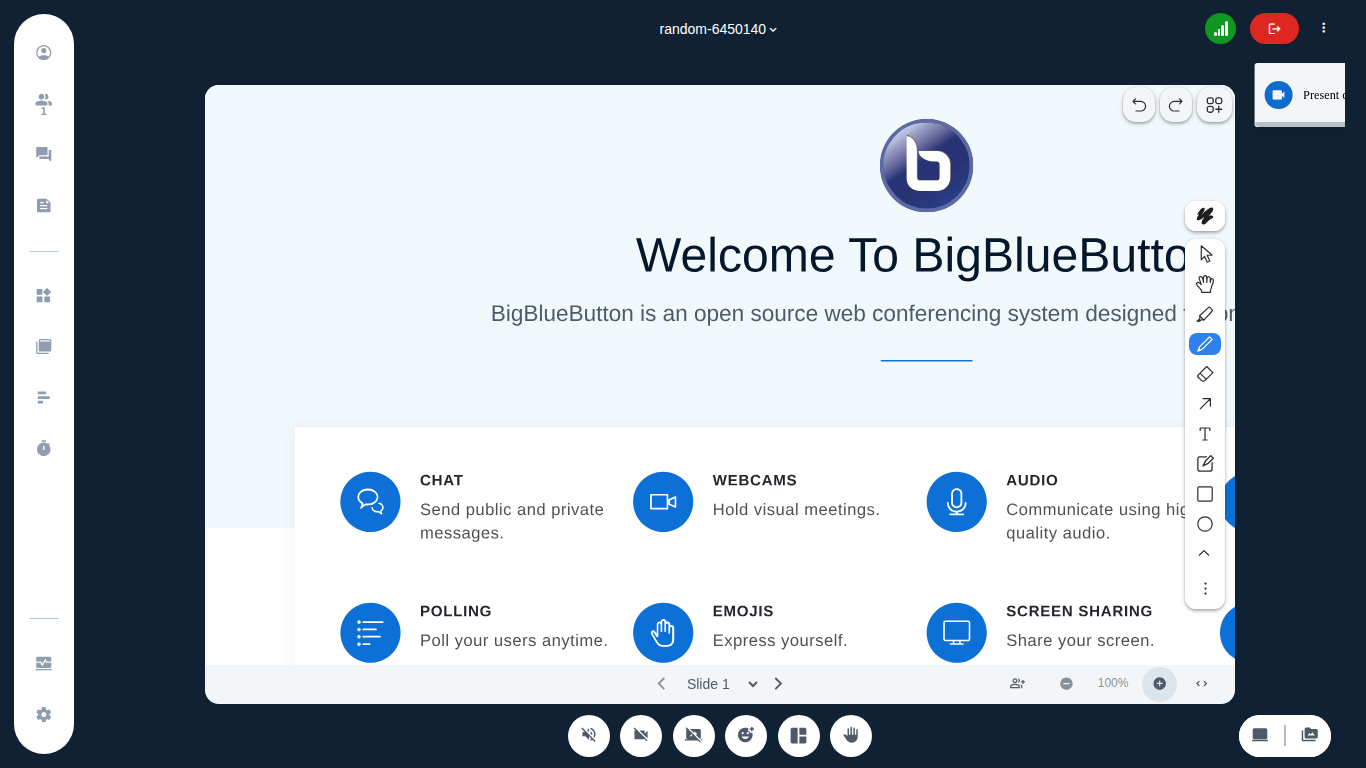 random-6450140
1
Present
Welcome To BigBlueButto
BigBlueButton is an open source web conferencing system designed
CHAT
Send public and private
messages.
WEBCAMS
Hold visual meetings.
AUDIO
Communicate using hig
quality audio.
POLLING
Poll your users anytime.
EMOJIS
Express yourself.
SCREEN SHARING
Share your screen.
Slide 1
100%